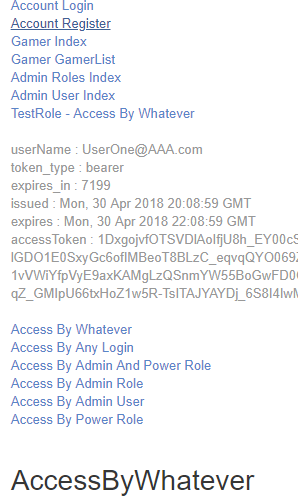 Account Login
Account Register
Gamer Index
Gamer GamerList
Admin Roles Index
Admin User Index
TestRole - Access By Whatever
userName : UserOne@AAA.com
token_type : bearer
expires_in : 7199
issued : Mon, 30 Apr 2018 20:08:59 GMT
expires : Mon, 30 Apr 2018 22:08:59 GMT
accessToken :
Access By Whatever
Access By Any Login
Access By Admin And Power Role
Access By Admin Role
Access By Admin User
Access By Power Role
AccessByWhatever